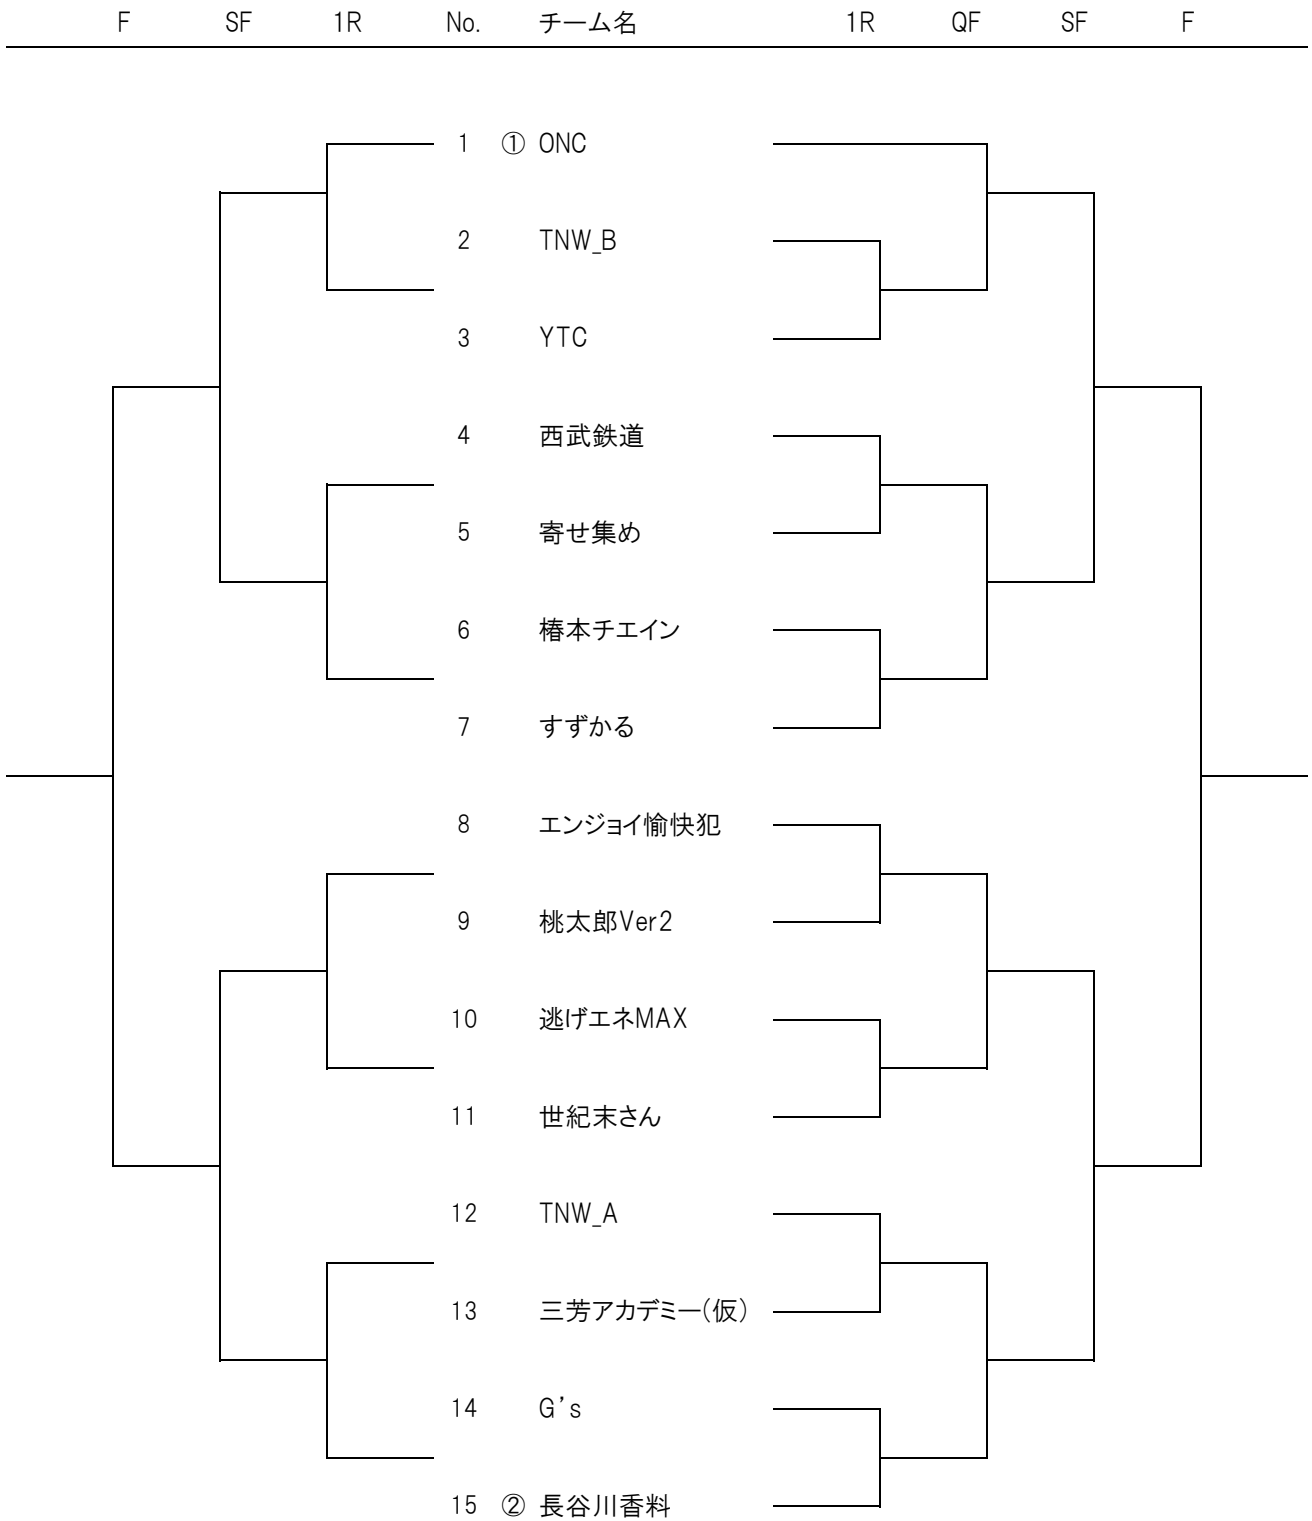 F SF 1R No. チーム名 1R QF SF F
1 ① ONC
2 TNW_B
3 YTC
4 西武鉄道
5 寄せ集め
6 椿本チエイン
7 すずかる
8 エンジョイ愉快犯
9 桃太郎Ver2
10 逃げエネMAX
11 世紀末さん
12 TNW_A
13 三芳アカデミー(仮)
14 G's
15 ② 長谷川香料